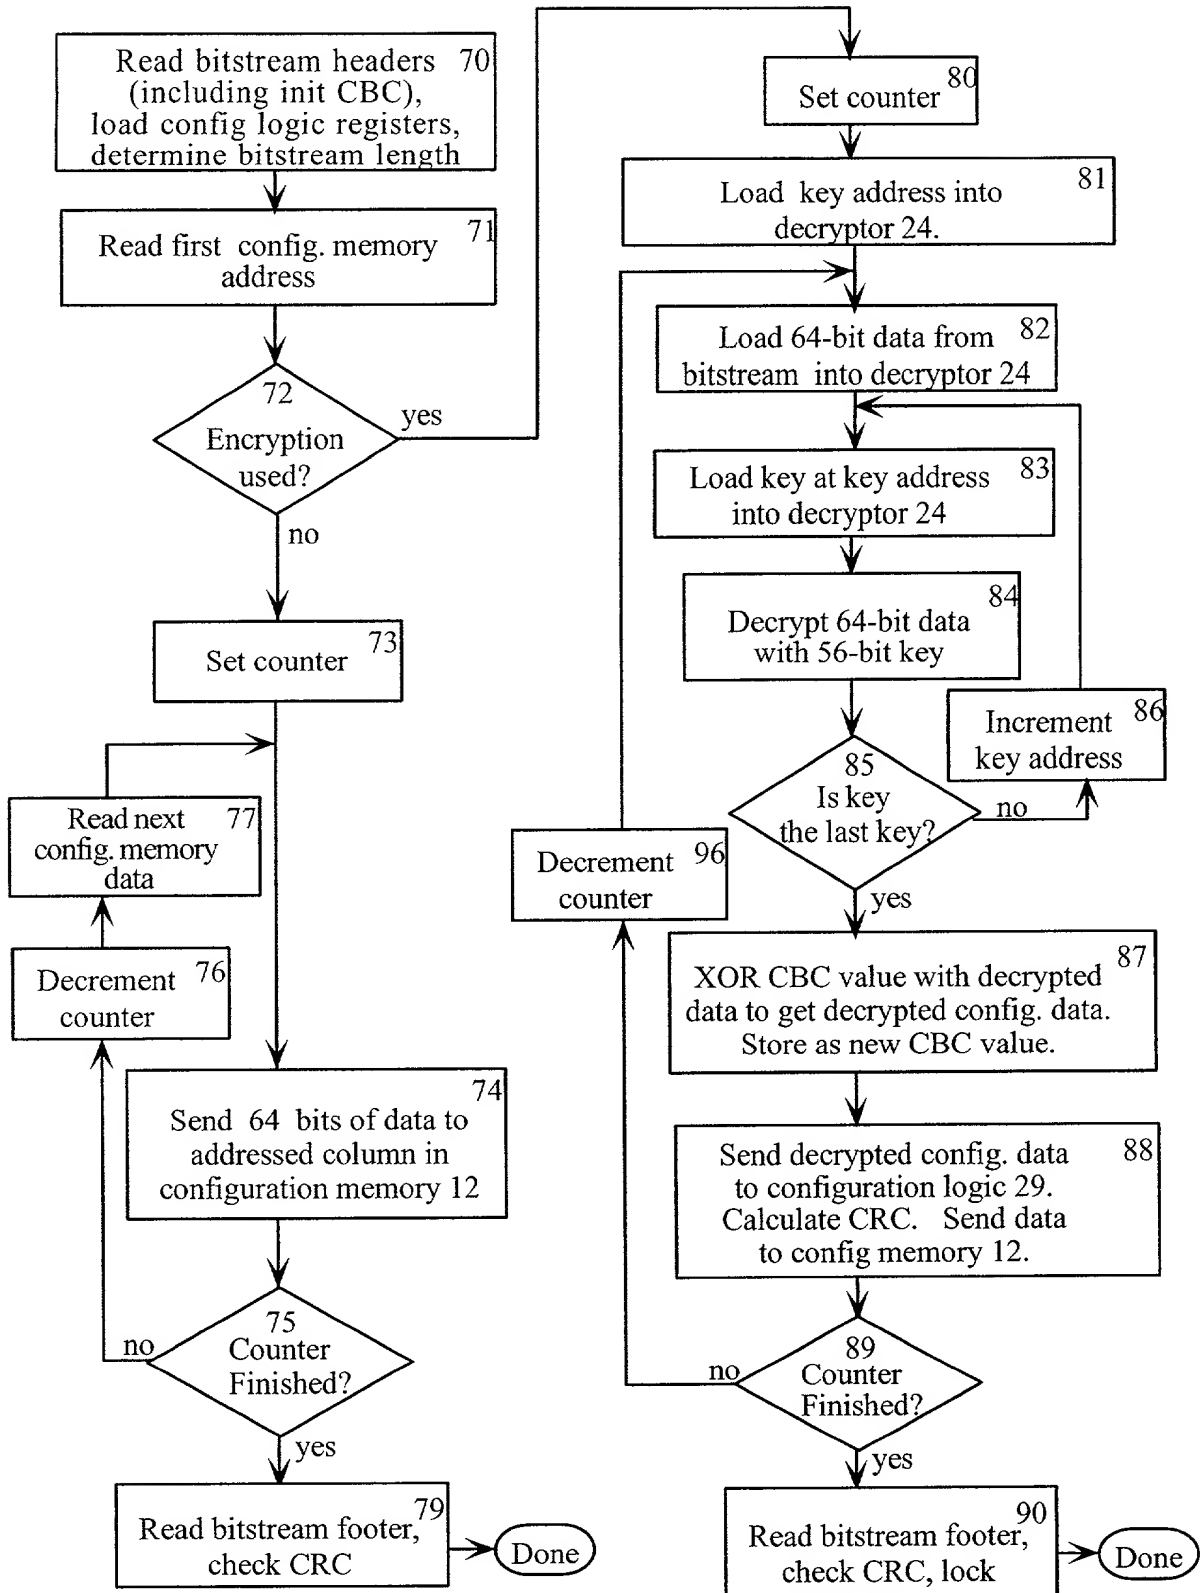 70
Read bitstream headers
(including init CBC),
load config logic registers,
determine bitstream length
71
Read first config. memory
address
72
Encryption
used?
yes
no
73
Set counter
77
Read next
config. memory
data
76
Decrement
counter
74
Send 64 bits of data to
addressed column in
configuration memory 12
75
Counter
Finished?
no
yes
79
Read bitstream footer,
check CRC
Done
80
Set counter
81
Load key address into
decryptor 24.
82
Load 64-bit data from
bitstream into decryptor 24
83
Load key at key address
into decryptor 24
84
Decrypt 64-bit data
with 56-bit key
86
Increment
key address
85
Is key
the last key?
no
yes
96
Decrement
counter
87
XOR CBC value with decrypted
data to get decrypted config. data.
Store as new CBC value.
88
Send decrypted config. data
to configuration logic 29.
Calculate CRC. Send data
to config memory 12.
89
Counter
Finished?
no
yes
90
Read bitstream footer,
check CRC, lock
Done